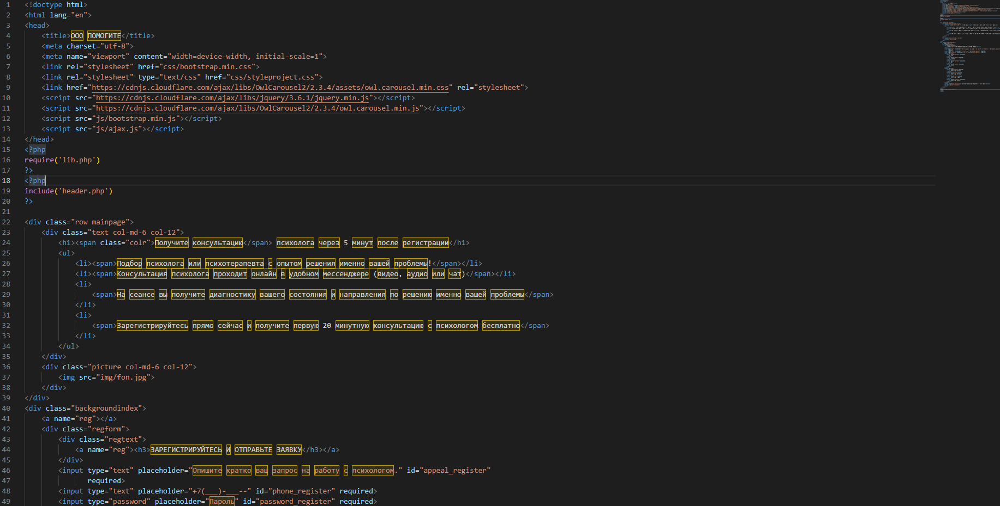 1 <!doctype html>
2 <html lang="en">
3 <head>
4 <title>ООО ПОМОГИТЕ</title>
5 <meta charset="utf-8">
6 <meta name="viewport" content="width=device-width, initial-scale=1">
7 <link rel="stylesheet" href="css/bootstrap.min.css">
8 <link rel="stylesheet" type="text/css" href="css/styleproject.css">
9 <link href="https://cdnjs.cloudflare.com/ajax/libs/OwlCarousel2/2.3.4/assets/owl.carousel.min.css" rel="stylesheet">
10 <script src="https://cdnjs.cloudflare.com/ajax/libs/jquery/3.6.1/jquery.min.js"></script>
11 <script src="https://cdnjs.cloudflare.com/ajax/libs/OwlCarousel2/2.3.4/owl.carousel.min.js"></script>
12 <script src="js/bootstrap.min.js"></script>
13 <script src="js/ajax.js"></script>
14 </head>
15 <?php
16 require('lib.php')
17 ?>
18 <?php
19 include('header.php')
20 ?>
21
22 <div class="row mainpage">
23 <div class="text col-md-6 col-12">
24 <h1><span class="colr">Получите консультацию</span> психолога через 5 минут после регистрации</h1>
25 <ul>
26 <li><span>Подбор психолога или психотерапевта с опытом решения именно вашей проблемы!</span></li>
27 <li><span>Консультация психолога проходит онлайн в удобном мессенджере (видео, аудио или чат)</span></li>
28 <li>
29 <span>На сеансе вы получите диагностику вашего состояния и направления по решению именно вашей проблемы</span>
30 </li>
31 <li>
32 <span>Зарегистрируйтесь прямо сейчас и получите первую 20 минутную консультацию с психологом бесплатно</span>
33 </li>
34 </ul>
35 </div>
36 <div class="picture col-md-6 col-12">
37 <img src="img/fon.jpg">
38 </div>
39 </div>
40 <div class="backgroundindex">
41 <a name="reg"></a>
42 <div class="regform">
43 <div class="regtext">
44 <a name="reg"><h3>ЗАРЕГИСТРИРУЙТЕСЬ И ОТПРАВЬТЕ ЗАЯВКУ</h3></a>
45 </div>
46 <input type="text" placeholder="Опишите кратко ваш запрос на работу с психологом." id="appeal_register"
47 required>
48 <input type="text" placeholder="+7(___)-___--" id="phone_register" required>
49 <input type="password" placeholder="Пароль" id="password_register" required>